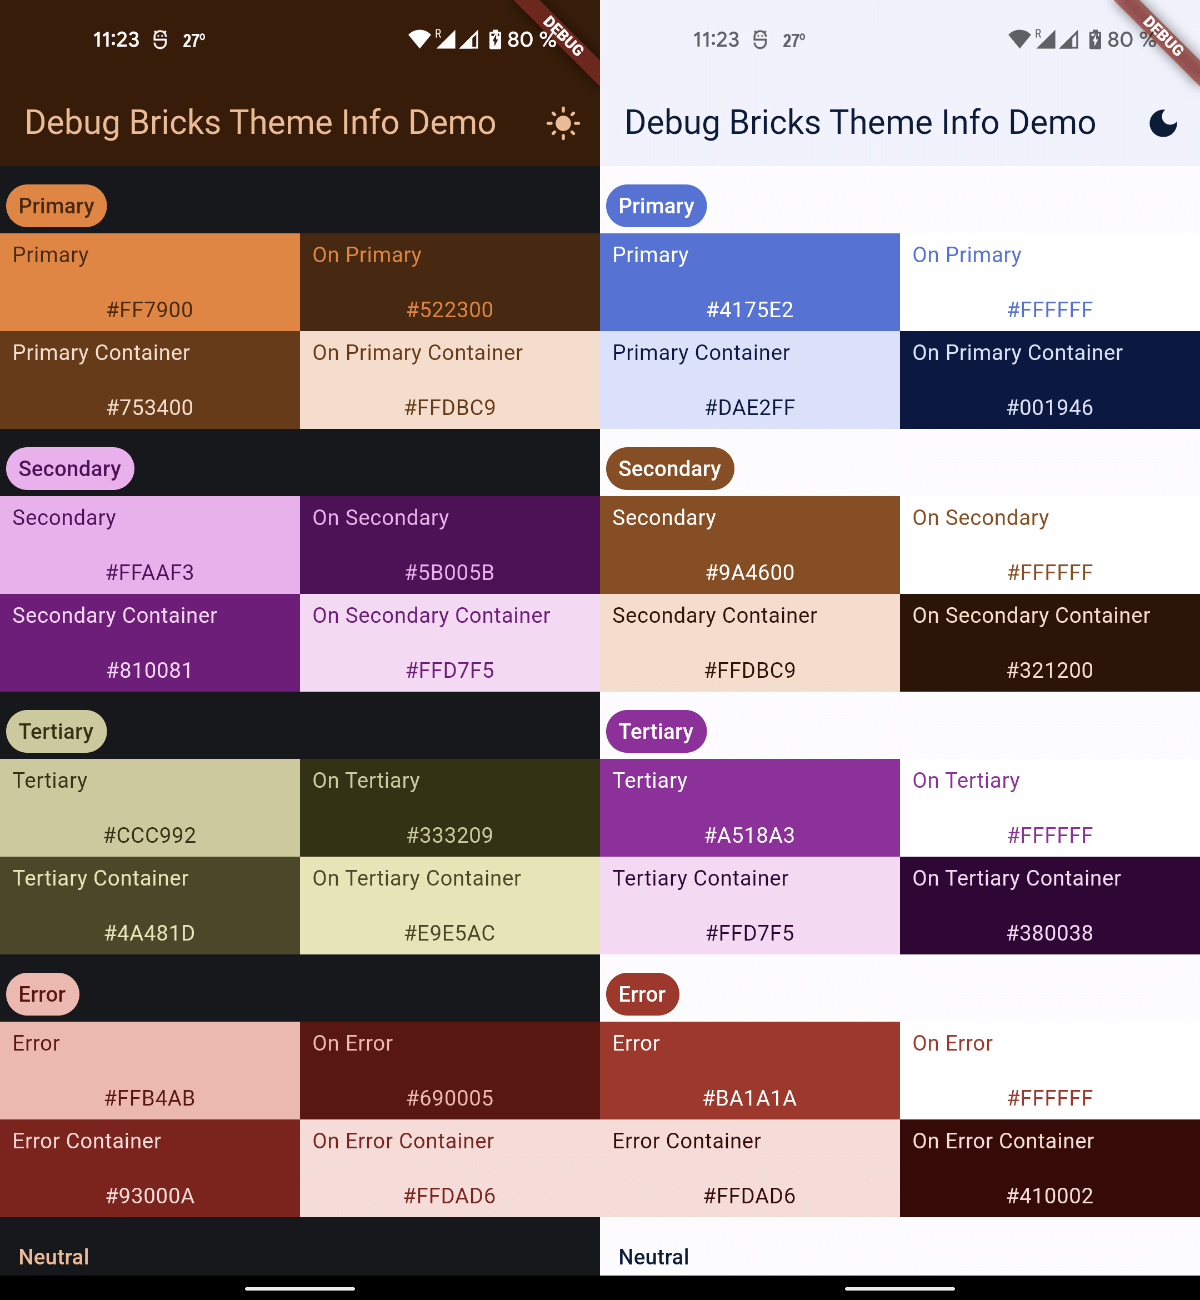 11:23 27° R 80 %
DEBUG
Debug Bricks Theme Info Demo
Primary
Primary On Primary
#FF7900 #522300
Primary Container On Primary Container
#753400 #FFDBC9
Secondary
Secondary On Secondary
#FFAAF3 #5B005B
Secondary Container On Secondary Container
#810081 #FFD7F5
Tertiary
Tertiary On Tertiary
#CCC992 #333209
Tertiary Container On Tertiary Container
#4A481D #E9E5AC
Error
Error On Error
#FFB4AB #690005
Error Container On Error Container
#93000A #FFDAD6
Neutral
11:23 27° R 80 %
DEBUG
Debug Bricks Theme Info Demo
Primary
Primary On Primary
#4175E2 #FFFFFF
Primary Container On Primary Container
#DAE2FF #001946
Secondary
Secondary On Secondary
#9A4600 #FFFFFF
Secondary Container On Secondary Container
#FFDBC9 #321200
Tertiary
Tertiary On Tertiary
#A518A3 #FFFFFF
Tertiary Container On Tertiary Container
#FFD7F5 #380038
Error
Error On Error
#BA1A1A #FFFFFF
Error Container On Error Container
#FFDAD6 #410002
Neutral